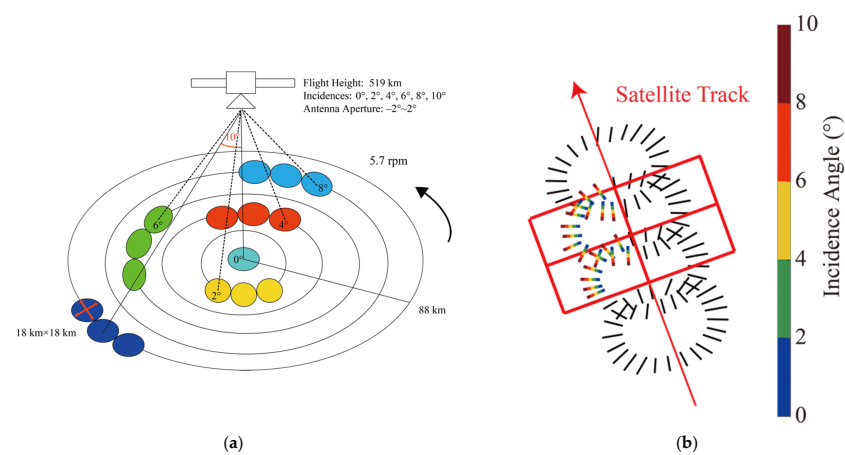 Flight Height: 519 km
Incidences: 0°, 2°, 4°, 6°, 8°, 10°
Antenna Aperture: –2°~2°
10°
5.7 rpm
8°
6°
4°
0°
2°
88 km
18 km×18 km
(a)
Satellite Track
10
8
6
4
2
0
Incidence Angle (°)
(b)